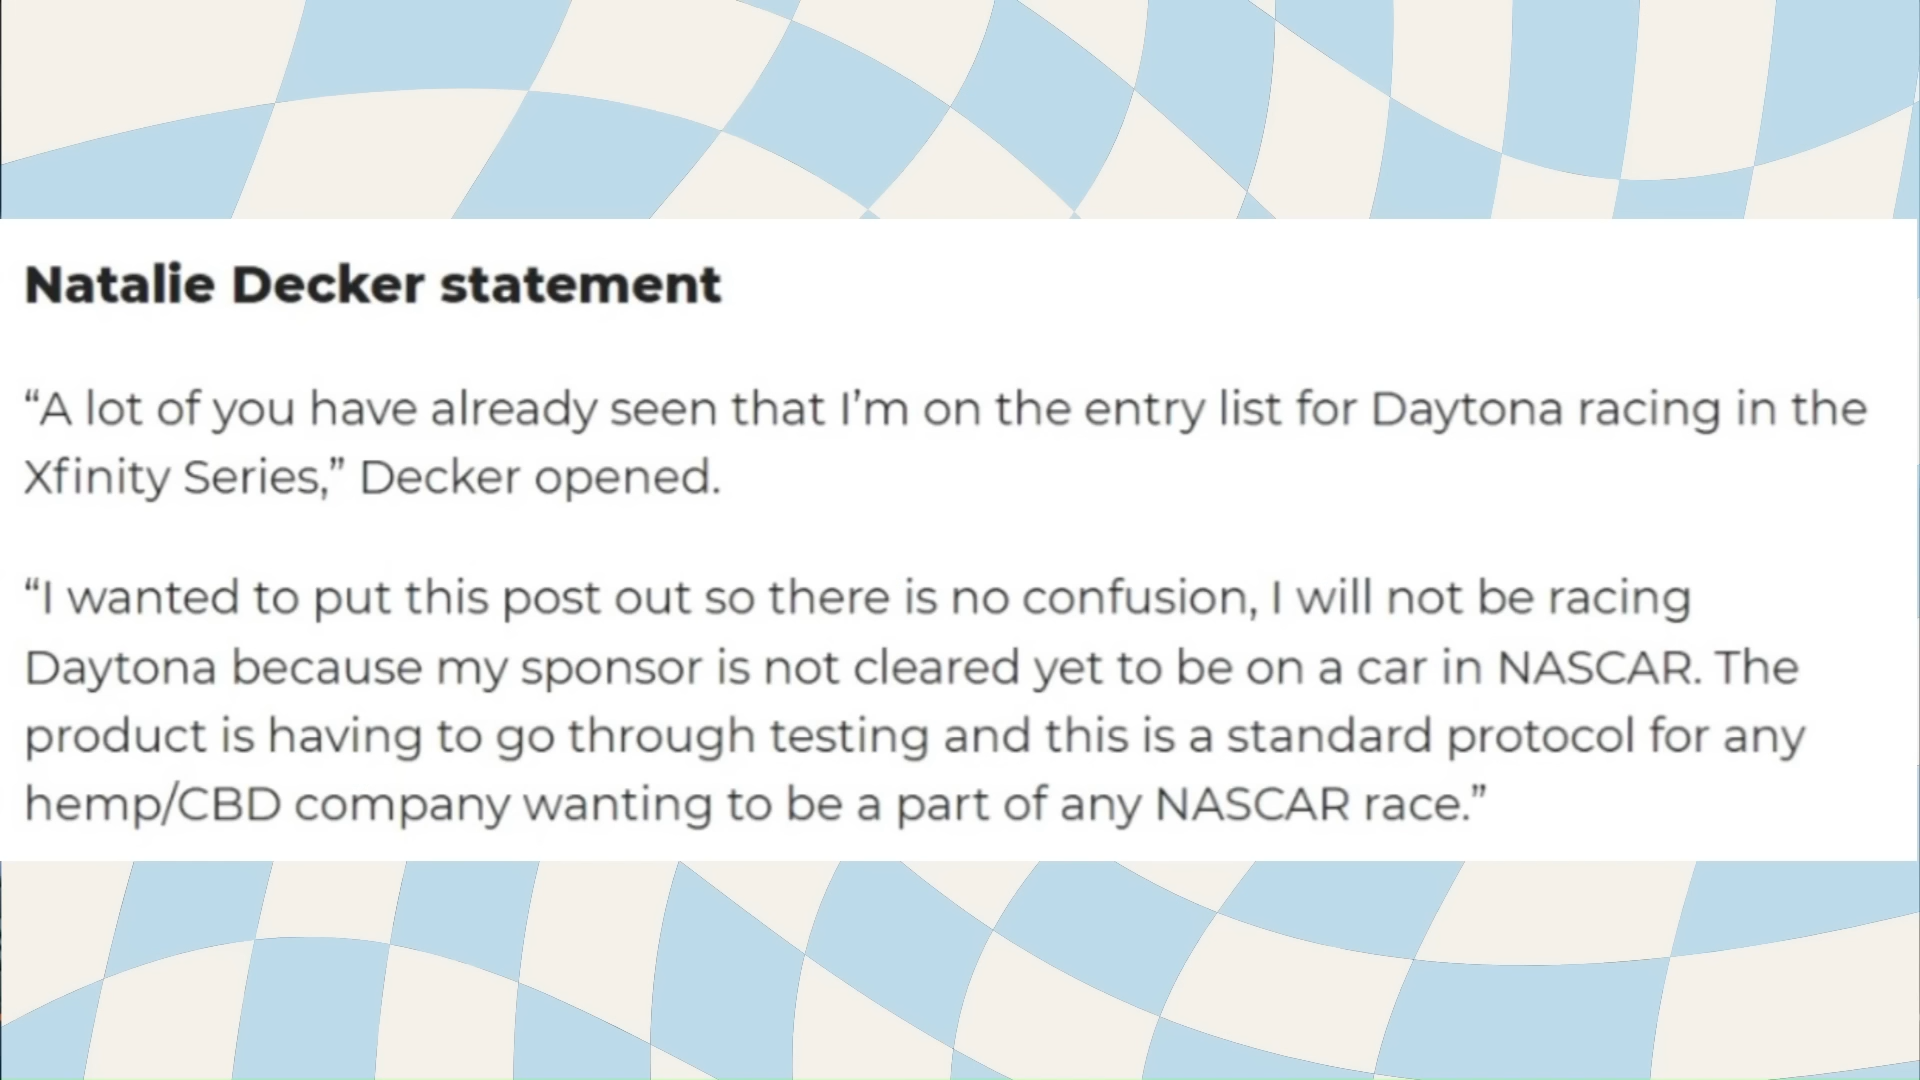 Natalie Decker statement
“A lot of you have already seen that I’m on the entry list for Daytona racing in the
Xfinity Series,” Decker opened.
“I wanted to put this post out so there is no confusion, I will not be racing
Daytona because my sponsor is not cleared yet to be on a car in NASCAR. The
product is having to go through testing and this is a standard protocol for any
hemp/CBD company wanting to be a part of any NASCAR race.”